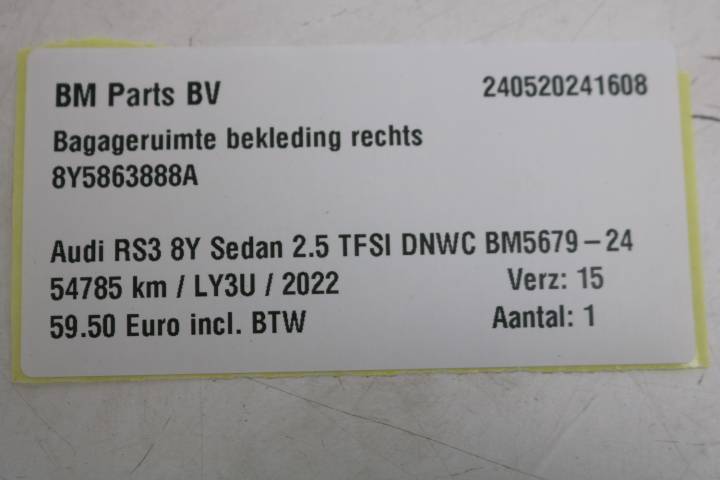 BM Parts BV 240520241608
Bagageruimte bekleding rechts
8Y5863888A
Audi RS3 8Y Sedan 2.5 TFSI DNWC BM5679-24
54785 km / LY3U / 2022 Verz: 15
59.50 Euro incl. BTW Aantal: 1